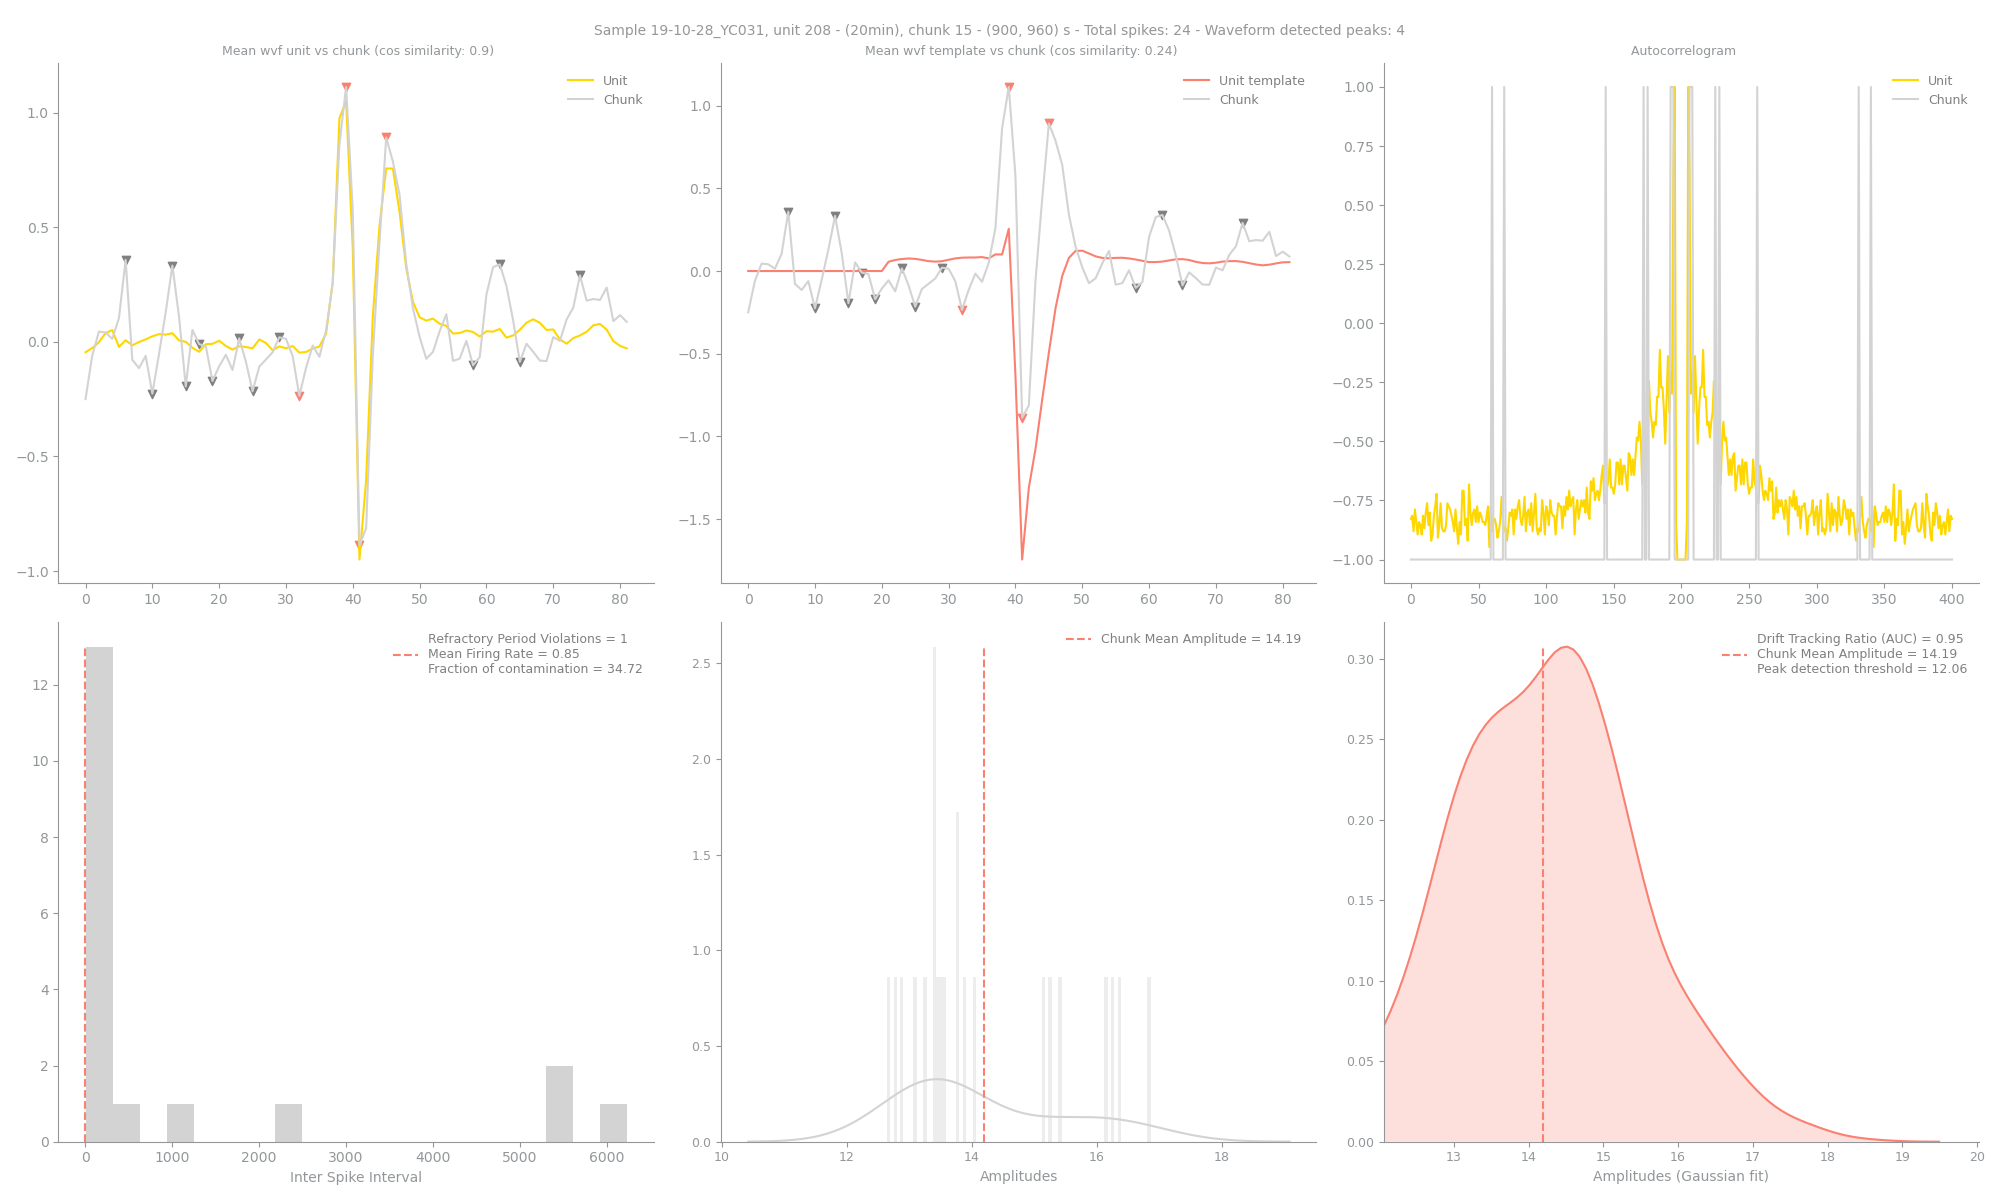 Sample 19-10-28_YC031, unit 208 - (20min), chunk 15 - (900, 960) s - Total spikes: 24 - Waveform detected peaks: 4
Mean wvf unit vs chunk (cos similarity: 0.9)
Unit
Chunk
1.0
0.5
0.0
−0.5
−1.0
0 10 20 30 40 50 60 70 80
Mean wvf template vs chunk (cos similarity: 0.24)
Unit template
Chunk
1.0
0.5
0.0
−0.5
−1.0
−1.5
0 10 20 30 40 50 60 70 80
Autocorrelogram
Unit
Chunk
1.00
0.75
0.50
0.25
0.00
−0.25
−0.50
−0.75
−1.00
0 50 100 150 200 250 300 350 400
Refractory Period Violations = 1
Mean Firing Rate = 0.85
Fraction of contamination = 34.72
12
10
8
6
4
2
0
0 1000 2000 3000 4000 5000 6000
Inter Spike Interval
Chunk Mean Amplitude = 14.19
2.5
2.0
1.5
1.0
0.5
0.0
10 12 14 16 18
Amplitudes
Drift Tracking Ratio (AUC) = 0.95
Chunk Mean Amplitude = 14.19
Peak detection threshold = 12.06
0.30
0.25
0.20
0.15
0.10
0.05
0.00
13 14 15 16 17 18 19 20
Amplitudes (Gaussian fit)